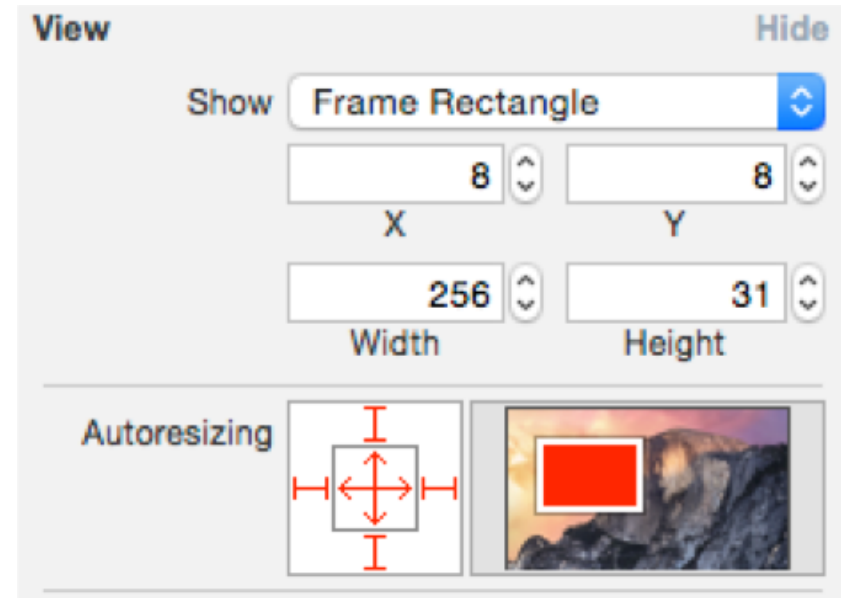 View Hide
Show Frame Rectangle
8 8
X Y
256 31
Width Height
Autoresizing